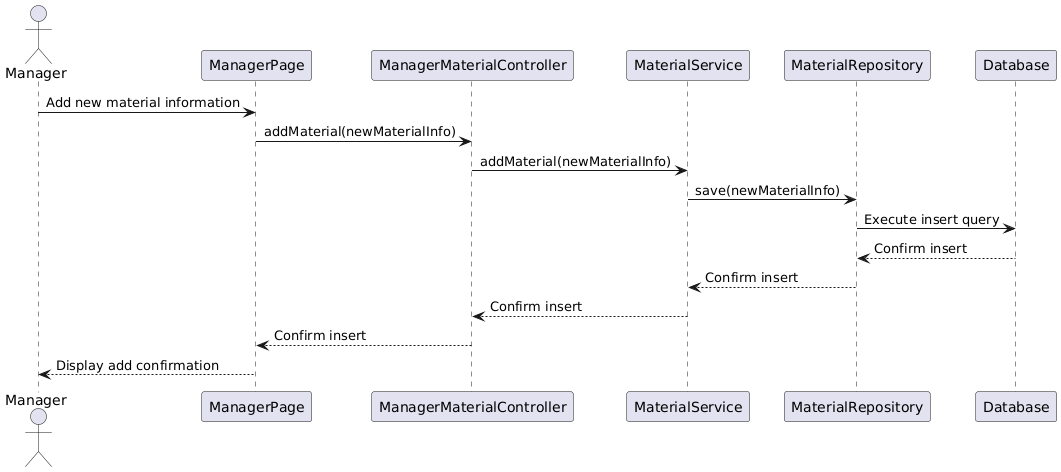 Manager
ManagerPage
ManagerMaterialController
MaterialService
MaterialRepository
Database
Add new material information
addMaterial(newMaterialInfo)
addMaterial(newMaterialInfo)
save(newMaterialInfo)
Execute insert query
Confirm insert
Confirm insert
Confirm insert
Confirm insert
Display add confirmation
Manager
ManagerPage
ManagerMaterialController
MaterialService
MaterialRepository
Database